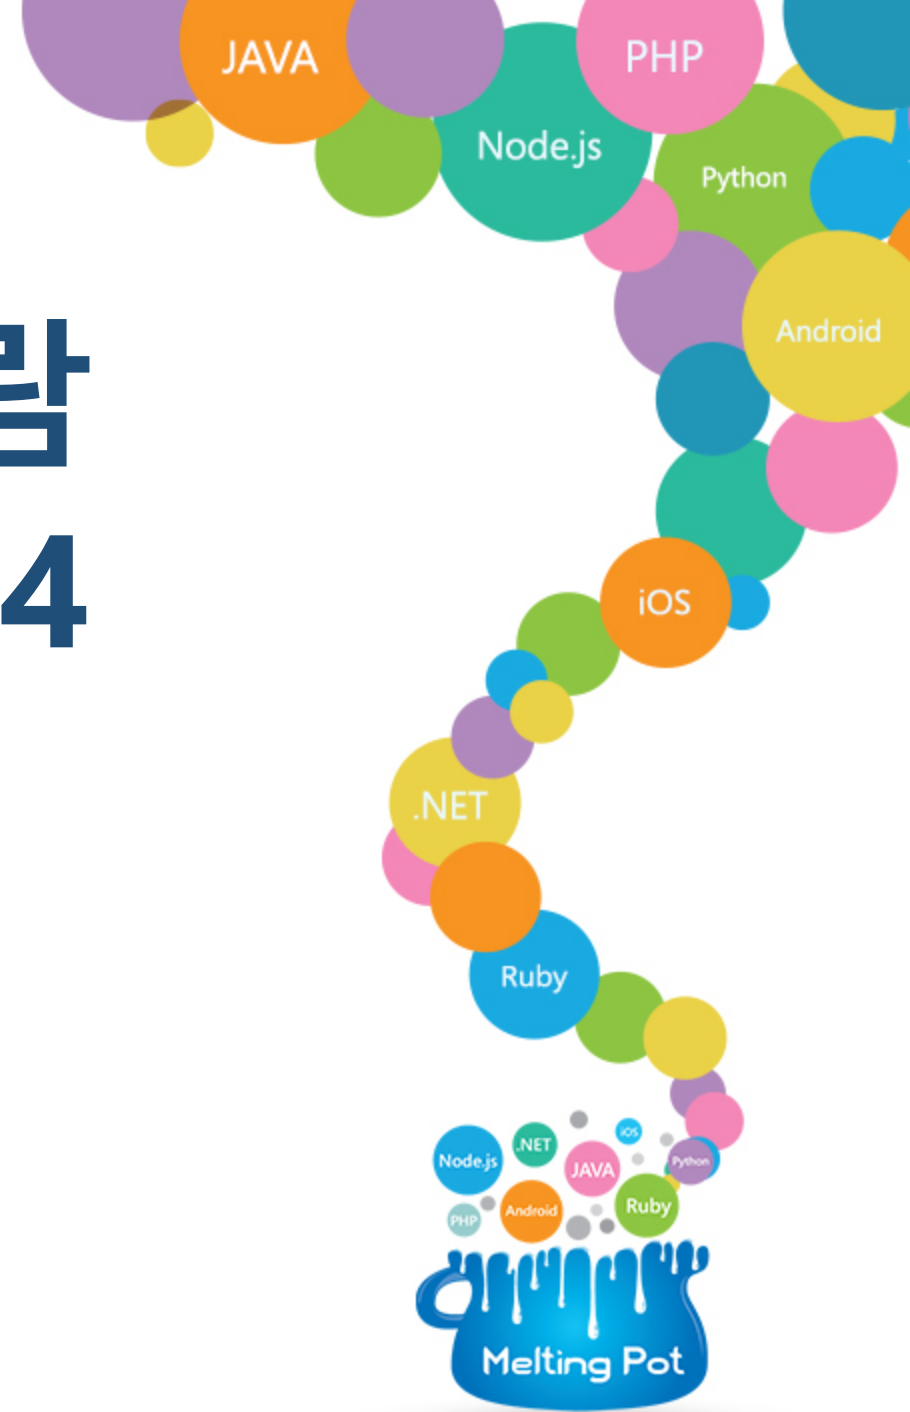 JAVA
PHP
Node.js
Python
Android
람
4
iOS
.NET
Ruby
Node.js
.NET
iOS
JAVA
Python
PHP
Android
Ruby
Melting Pot